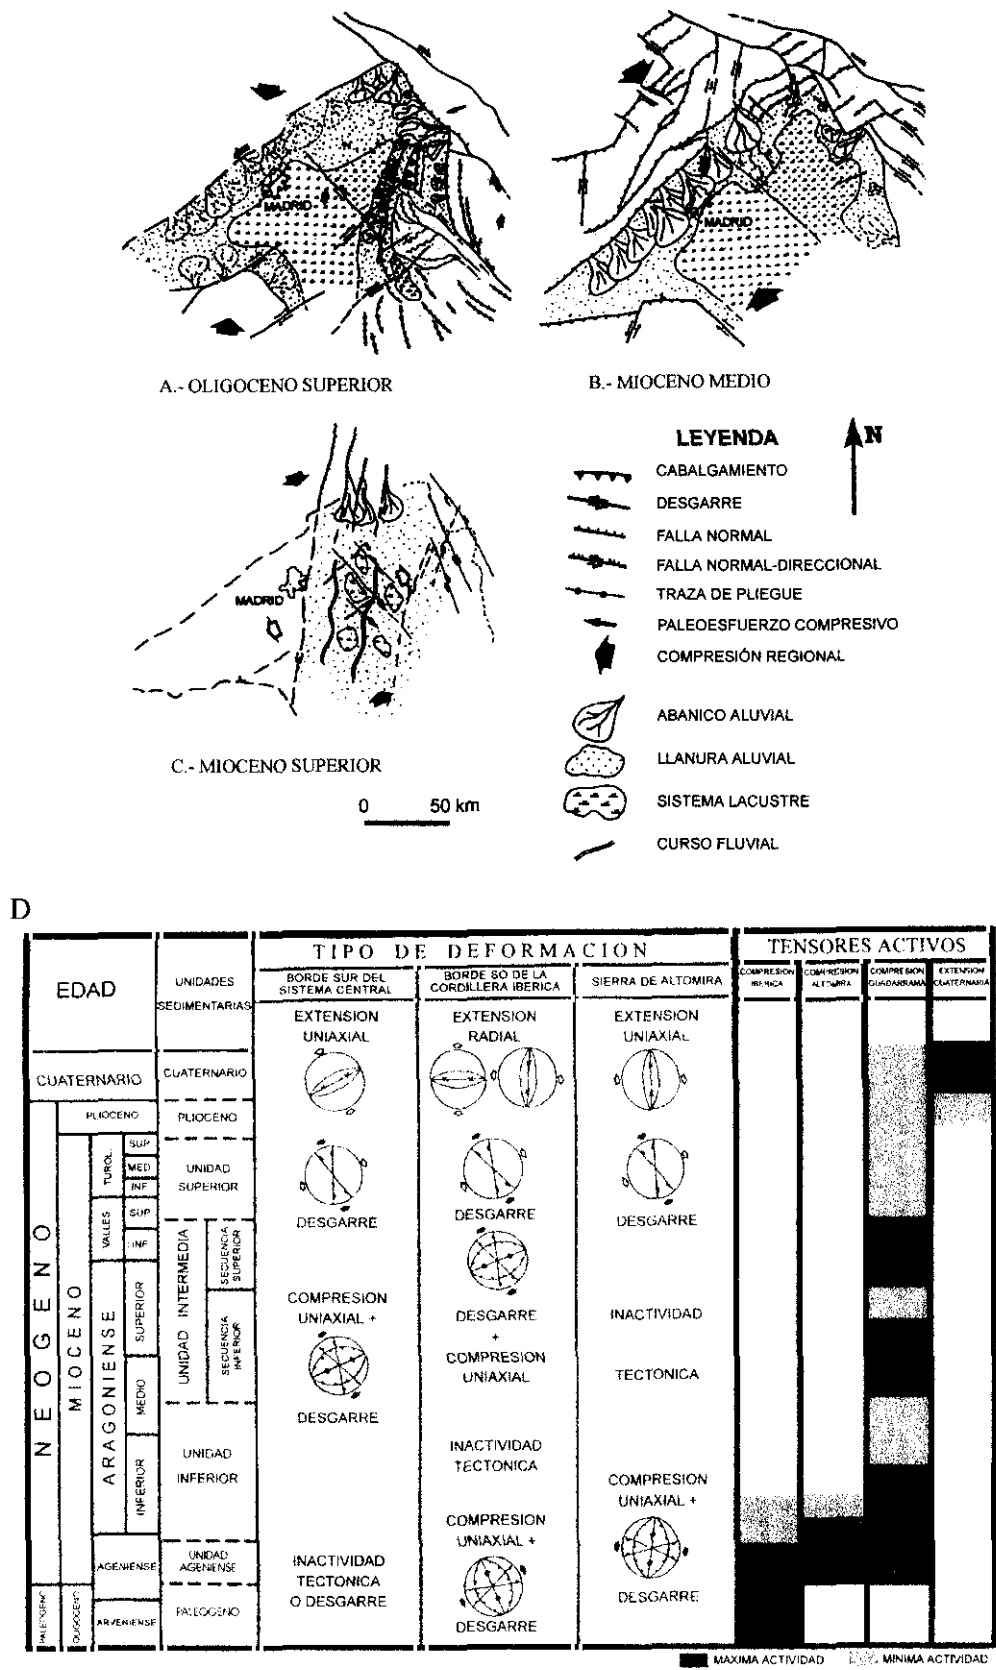 MADRID
MADRID
A.- OLIGOCENO SUPERIOR
B.- MIOCENO MEDIO
MADRID
C.- MIOCENO SUPERIOR
0 50 km
LEYENDA
N
CABALGAMIENTO
DESGARRE
FALLA NORMAL
FALLA NORMAL-DIRECCIONAL
TRAZA DE PLIEGUE
PALEOESFUERZO COMPRESIVO
COMPRESIÓN REGIONAL
ABANICO ALUVIAL
LLANURA ALUVIAL
SISTEMA LACUSTRE
CURSO FLUVIAL
D
EDAD
UNIDADES
SEDIMENTARIAS
TIPO DE DEFORMACION
BORDE SUR DEL
SISTEMA CENTRAL
BORDE SO DE LA
CORDILLERA IBERICA
SIERRA DE ALTOMIRA
TENSORES ACTIVOS
COMPRESION
IBERICA
COMPRESION
ALTOMIRA
COMPRESION
GUADARRAMA
EXTENSION
CUATERNARIA
EXTENSION
UNIAXIAL
EXTENSION
RADIAL
EXTENSION
UNIAXIAL
CUATERNARIO
CUATERNARIO
NEOGENO
PLIOCENO
PLIOCENO
MIOCENO
TUROL.
SUP
MED
INF
UNIDAD
SUPERIOR
DESGARRE
DESGARRE
DESGARRE
VALLES
SUP
INF
UNIDAD INTERMEDIA
SECUENCIA
SUPERIOR
SECUENCIA
INFERIOR
ARAGONIENSE
SUPERIOR
MEDIO
INFERIOR
COMPRESION
UNIAXIAL +
DESGARRE
DESGARRE
+
COMPRESION
UNIAXIAL
INACTIVIDAD
TECTONICA
UNIDAD
INFERIOR
INACTIVIDAD
TECTONICA
COMPRESION
UNIAXIAL +
DESGARRE
COMPRESION
UNIAXIAL +
DESGARRE
AGENIENSE
UNIDAD
AGENIENSE
INACTIVIDAD
TECTONICA
O DESGARRE
PALEOGENO
OLIGOCENO
ARVENIENSE
PALEOGENO
MAXIMA ACTIVIDAD
MINIMA ACTIVIDAD